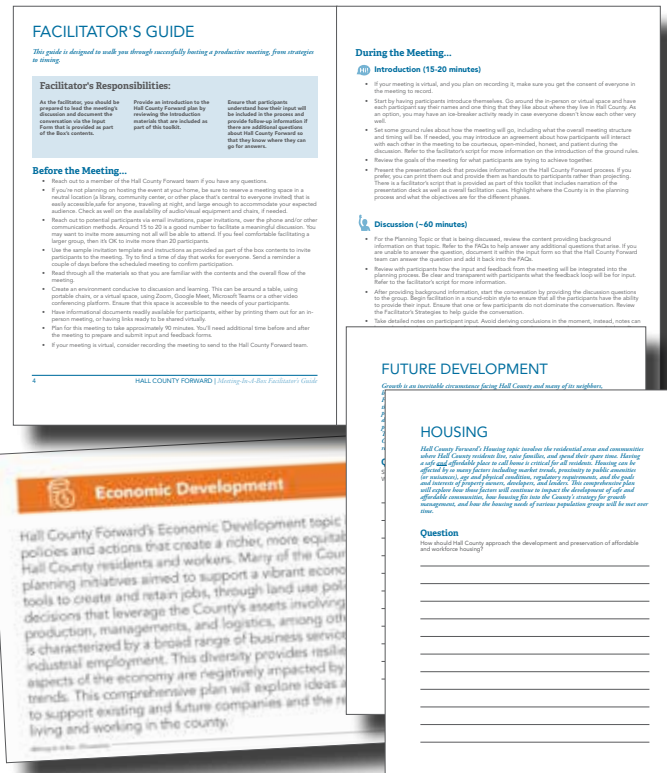 FACILITATOR'S GUIDE
This guide is designed to walk you through successfully hosting a productive meeting, from strategies
to timing.
Facilitator's Responsibilities:
As the facilitator, you should be
prepared to lead the meeting's
discussion and document the
conversation via the Input
Form that is provided as part
of the Box's contents.
Provide an introduction to the
Hall County Forward plan by
reviewing the introduction
materials that are included as
part of this toolkit.
Ensure that participants
understand how their input will
be included in the process and
provide follow-up information if
there are additional questions
about Hall County Forward so
that they know where they can
go for answers.
Before the Meeting...
• Reach out to a member of the Hall County Forward team if you have any questions.
• If you're not planning on hosting the event at your home, be sure to reserve a meeting space in a
neutral location (a library, community center, or other place that's central to everyone invited) that is
easily accessible,safe for anyone, traveling at night, and large enough to accommodate your expected
audience. Check as well on the availability of audio/visual equipment and chairs, if needed.
• Reach out to potential participants via email invitations, paper invitations, over the phone and/or other
communication methods. Around 15 to 20 is a good number to facilitate a meaningful discussion. You
may want to invite more assuming not all will be able to attend. If you feel comfortable facilitating a
larger group, then it's OK to invite more than 20 participants.
• Use the sample invitation template and instructions provided as part of the Box contents to invite
participants to the meeting. Try to find a time of day that works for everyone. Send a reminder a
couple of days before the scheduled meeting to confirm participation.
• Read through all the materials so that you are familiar with the contents and the overall flow of the
meeting.
• Create an environment conducive to discussion and learning. This can be around a table, using
portable chairs, or a virtual space, using Zoom, Google Meet, Microsoft Teams or a other video
conferencing platform. Ensure that this space is accessible to the needs of your participants.
• Have informational documents readily available for participants, either by printing them out for an in-
person meeting, or having links ready to be shared virtually.
• Plan for this meeting to take approximately 90 minutes. You'll need additional time before and after
the meeting to prepare and submit input and feedback forms.
• If your meeting is virtual, consider recording the meeting to send to the Hall County Forward team.
4 HALL COUNTY FORWARD | Meeting-In-A-Box Facilitator's Guide
During the Meeting...
Introduction (15-20 minutes)
• If your meeting is virtual, and you plan on recording it, make sure you get the consent of everyone in
the meeting to record.
• Start by having participants introduce themselves. Go around the in-person or virtual space and have
each participant say their names and one thing that they like about where they live in Hall County. As
an option, you may have an ice-breaker activity ready in case everyone doesn't know each other very
well.
• Set some ground rules about how the meeting will go, including what the overall meeting structure
and timing will be. If needed, you may introduce an agreement about how participants will interact
with each other in the meeting to be courteous, open-minded, honest, and patient during the
discussion. Refer to the facilitator's script for more information on the introduction of the ground rules.
• Review the goals of the meeting for what participants are trying to achieve together.
• Present the presentation deck that provides information on the Hall County Forward process. If you
prefer, you can print them out and provide them as handouts to participants rather than projecting.
There is a facilitator's script that is provided as part of this toolkit that includes narration of the
presentation deck as well as overall facilitation cues. Highlight where the County is in the planning
process and what the objectives are for the different phases.
Discussion (~60 minutes)
• For the Planning Topic or that is being discussed, review the content providing background
information on that topic. Refer to the FAQs to help answer any additional questions that arise. If you
are unable to answer the question, document it within the input form so that the Hall County Forward
team can answer the question and add it back into the FAQs.
• Review with participants how the input and feedback from the meeting will be integrated into the
planning process. Be clear and transparent with participants what the feedback loop will be for input.
Refer to the facilitator's script for more information.
• After providing background information, start the conversation by providing the discussion questions
to the group. Begin facilitation in a round-robin style to ensure that all the participants have the ability
to provide their input. Ensure that one or few participants do not dominate the conversation. Review
the Facilitator's Strategies to help guide the conversation.
• Take detailed notes on participant input. Avoid deriving conclusions in the moment, instead, notes can
FUTURE DEVELOPMENT
Growth is an inevitable circumstance facing Hall County and many of its neighbors,
HOUSING
Hall County Forward's Housing topic involves the residential areas and communities
where Hall County residents live, raise families, and spend their spare time. Having
a safe and affordable place to call home is critical for all residents. Housing can be
affected by so many factors including market trends, proximity to public amenities
(or nuisances), age and physical condition, regulatory requirements, and the goals
and interests of property owners, developers, and lenders. This comprehensive plan
will explore how these factors will continue to impact the development of safe and
affordable communities, how housing fits into the County's strategy for growth
management, and how the housing needs of various population groups will be met over
time.
Question
How should Hall County approach the development and preservation of affordable
and workforce housing?
Economic Development
Hall County Forward's Economic Development topic
policies and actions that create a richer, more equitab
Hall County residents and workers. Many of the Coun
planning initiatives aimed to support a vibrant econo
tools to create and retain jobs, through land use poli
decisions that leverage the County's assets involving
production, managements, and logistics, among oth
is characterized by a broad range of business service
industrial employment. This diversity provides resilie
aspects of the economy are negatively impacted by
trends. This comprehensive plan will explore ideas a
to support existing and future companies and the re
living and working in the county.